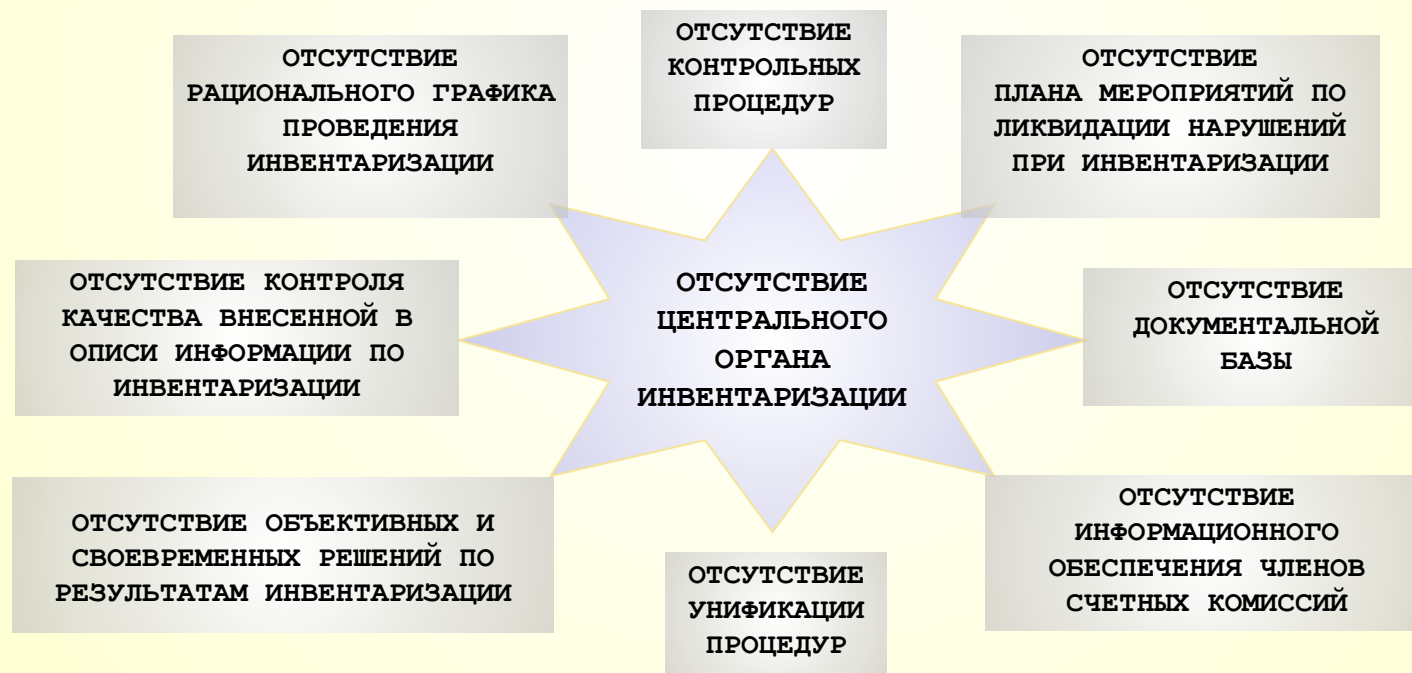 ОТСУТСТВИЕ
РАЦИОНАЛЬНОГО ГРАФИКА
ПРОВЕДЕНИЯ
ИНВЕНТАРИЗАЦИИ
ОТСУТСТВИЕ
КОНТРОЛЬНЫХ
ПРОЦЕДУР
ОТСУТСТВИЕ
ПЛАНА МЕРОПРИЯТИЙ ПО
ЛИКВИДАЦИИ НАРУШЕНИЙ
ПРИ ИНВЕНТАРИЗАЦИИ
ОТСУТСТВИЕ КОНТРОЛЯ
КАЧЕСТВА ВНЕСЕННОЙ В
ОПИСИ ИНФОРМАЦИИ ПО
ИНВЕНТАРИЗАЦИИ
ОТСУТСТВИЕ
ЦЕНТРАЛЬНОГО
ОРГАНА
ИНВЕНТАРИЗАЦИИ
ОТСУТСТВИЕ
ДОКУМЕНТАЛЬНОЙ
БАЗЫ
ОТСУТСТВИЕ ОБЪЕКТИВНЫХ И
СВОЕВРЕМЕННЫХ РЕШЕНИЙ ПО
РЕЗУЛЬТАТАМ ИНВЕНТАРИЗАЦИИ
ОТСУТСТВИЕ
УНИФИКАЦИИ
ПРОЦЕДУР
ОТСУТСТВИЕ
ИНФОРМАЦИОННОГО
ОБЕСПЕЧЕНИЯ ЧЛЕНОВ
СЧЕТНЫХ КОМИССИЙ